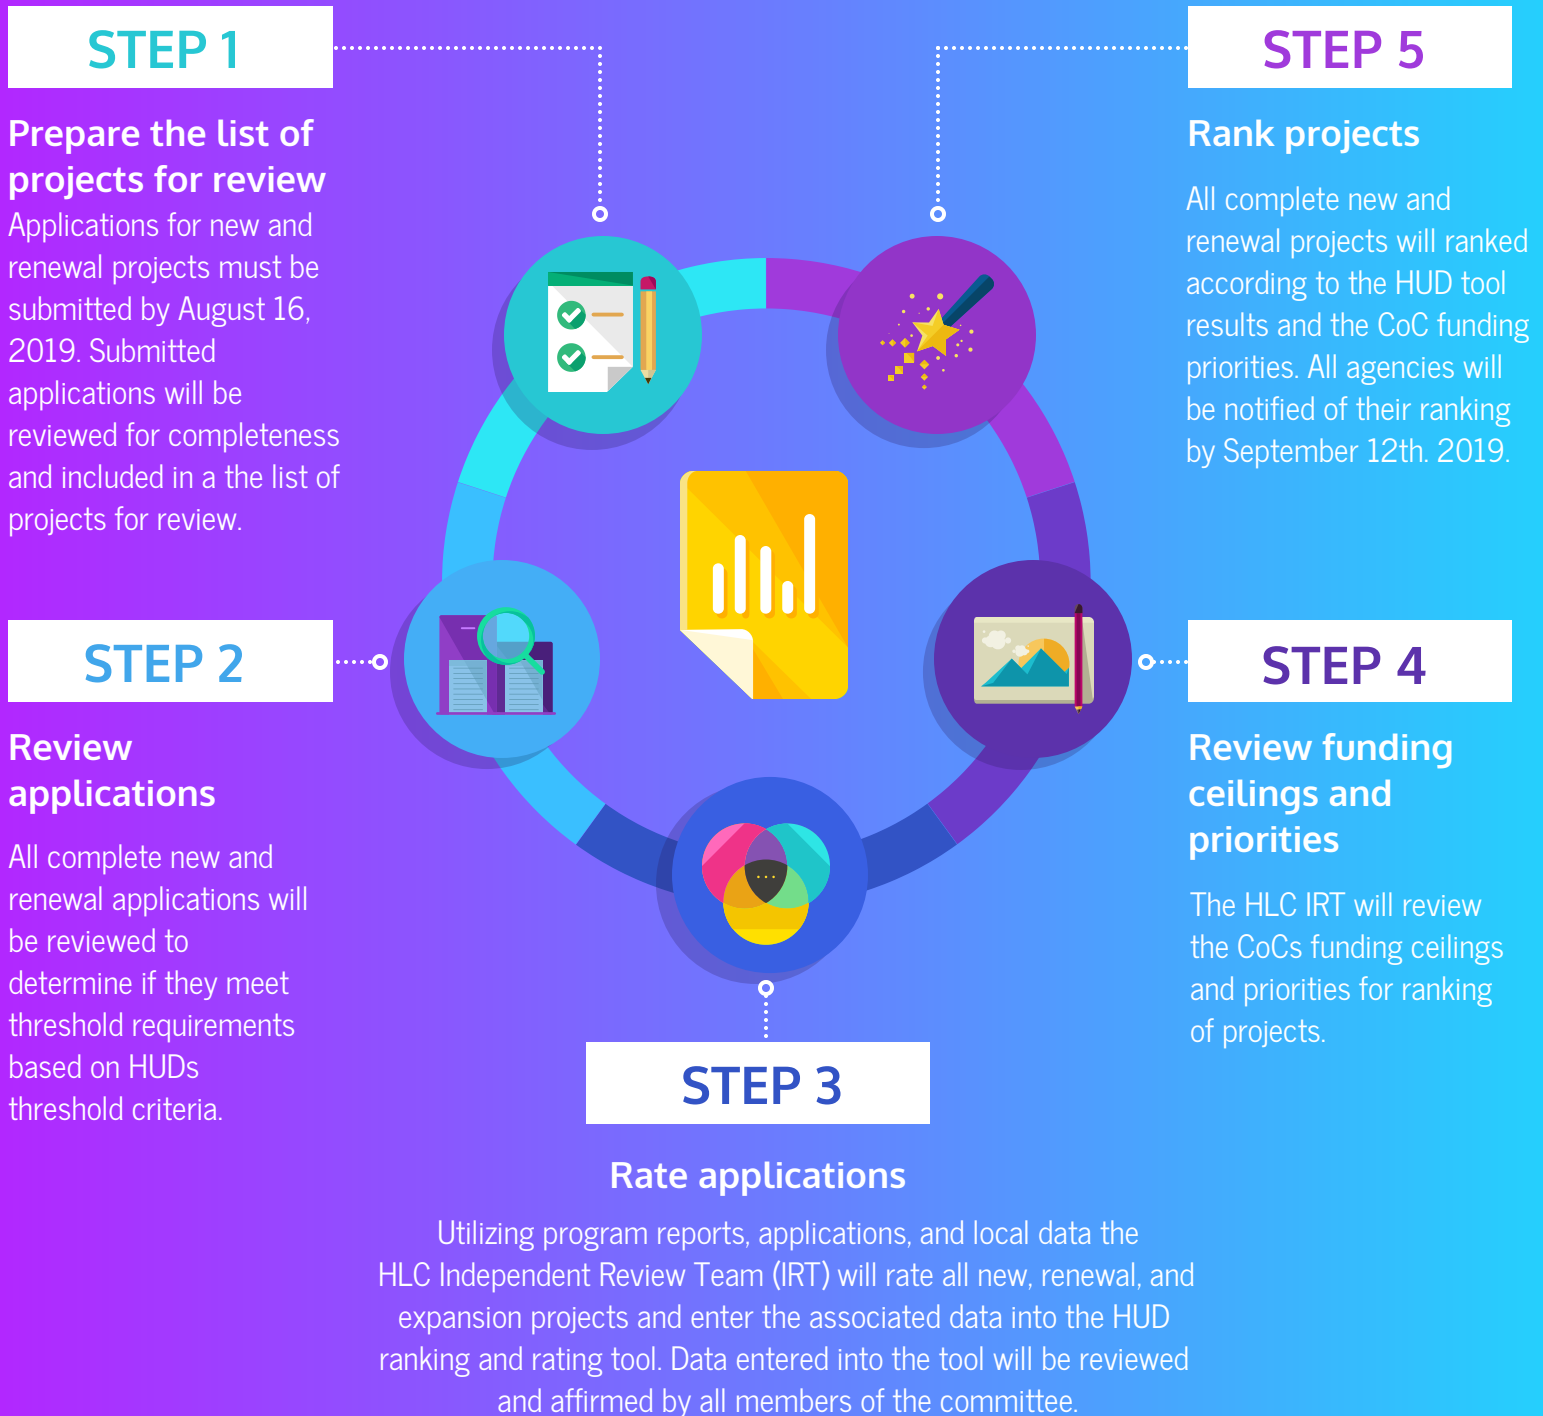 STEP 1
Prepare the list of
projects for review
Applications for new and
renewal projects must be
submitted by August 16,
2019. Submitted
applications will be
reviewed for completeness
and included in a the list of
projects for review.
STEP 2
Review
applications
All complete new and
renewal applications will
be reviewed to
determine if they meet
threshold requirements
based on HUDs
threshold criteria.
STEP 3
Rate applications
Utilizing program reports, applications, and local data the
HLC Independent Review Team (IRT) will rate all new, renewal, and
expansion projects and enter the associated data into the HUD
ranking and rating tool. Data entered into the tool will be reviewed
and affirmed by all members of the committee.
STEP 4
Review funding
ceilings and
priorities
The HLC IRT will review
the CoCs funding ceilings
and priorities for ranking
of projects.
STEP 5
Rank projects
All complete new and
renewal projects will ranked
according to the HUD tool
results and the CoC funding
priorities. All agencies will
be notified of their ranking
by September 12th. 2019.